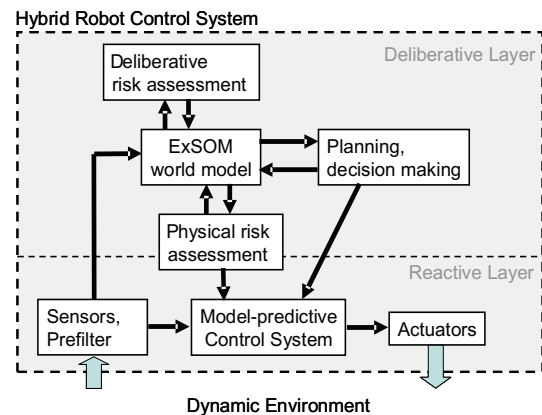 Hybrid Robot Control System
Deliberative Layer
Deliberative
risk assessment
ExSOM
world model
Planning,
decision making
Physical risk
assessment
Reactive Layer
Sensors,
Prefilter
Model-predictive
Control System
Actuators
Dynamic Environment